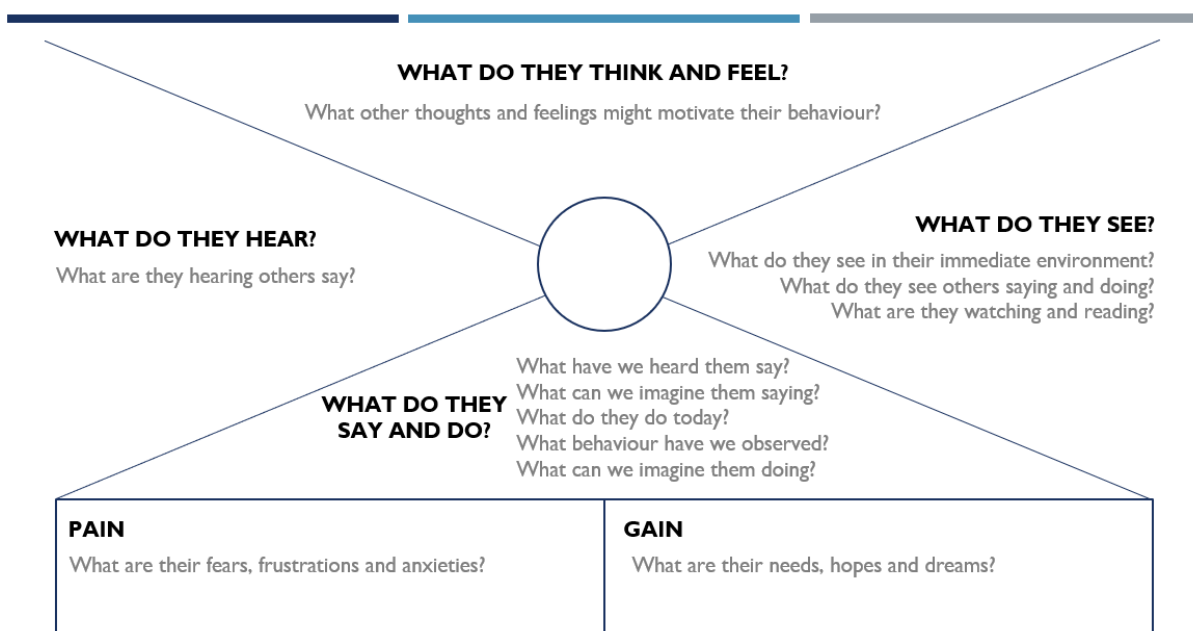 WHAT DO THEY THINK AND FEEL?
What other thoughts and feelings might motivate their behaviour?
WHAT DO THEY HEAR?
What are they hearing others say?
WHAT DO THEY SEE?
What do they see in their immediate environment?
What do they see others saying and doing?
What are they watching and reading?
WHAT DO THEY
SAY AND DO?
What have we heard them say?
What can we imagine them saying?
What do they do today?
What behaviour have we observed?
What can we imagine them doing?
PAIN
What are their fears, frustrations and anxieties?
GAIN
What are their needs, hopes and dreams?